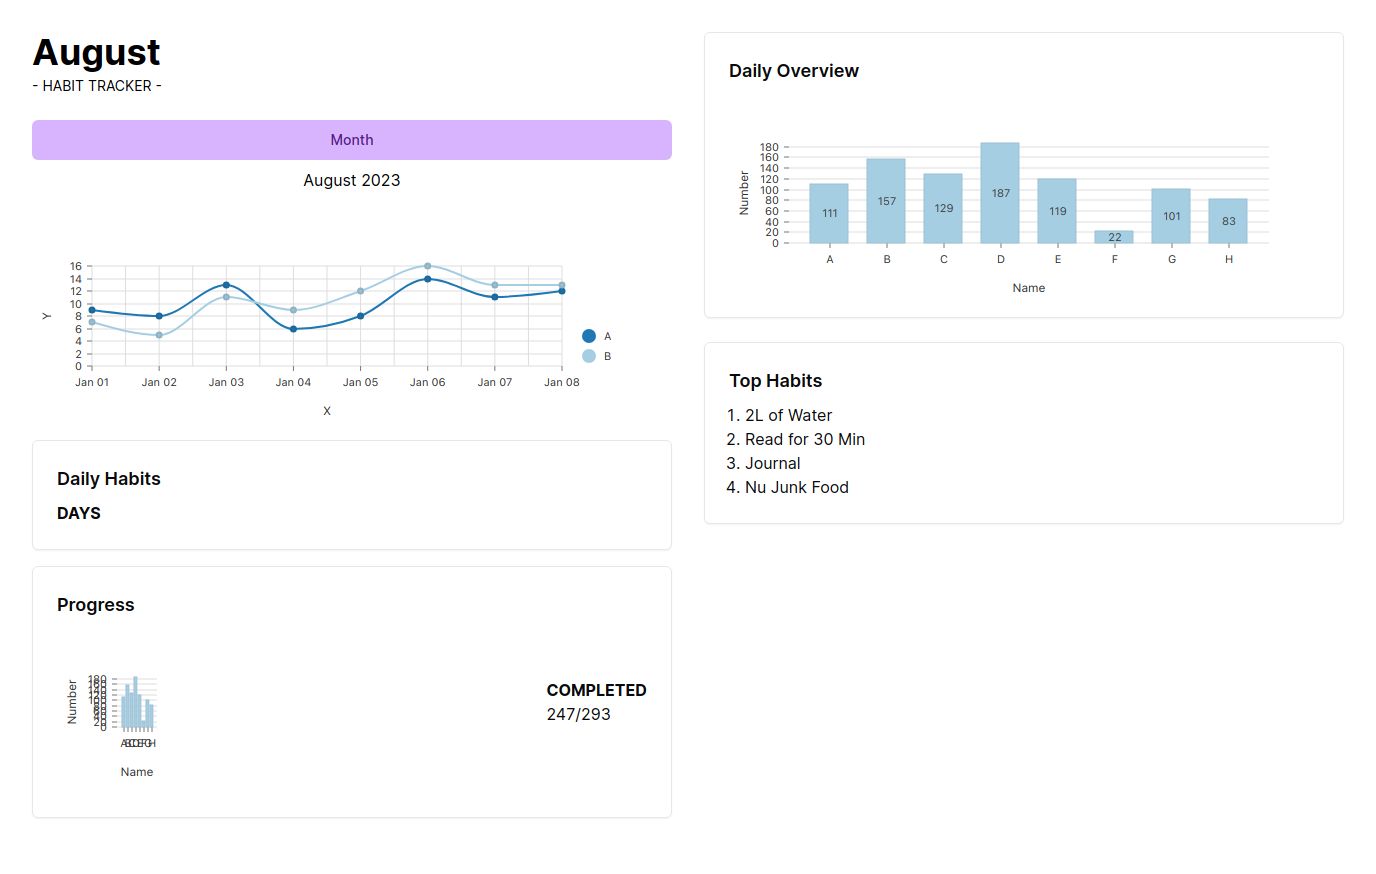 August
- HABIT TRACKER -
Month
August 2023
16
14
12
10
8
6
4
2
0
Y
Jan 01 Jan 02 Jan 03 Jan 04 Jan 05 Jan 06 Jan 07 Jan 08
X
A
B
Daily Habits
DAYS
Progress
180
160
140
120
100
80
60
40
20
0
Number
A B C D E F G H
Name
COMPLETED
247/293
Daily Overview
180
160
140
120
100
80
60
40
20
0
Number
111 157 129 187 119 22 101 83
A B C D E F G H
Name
Top Habits
1. 2L of Water
2. Read for 30 Min
3. Journal
4. Nu Junk Food